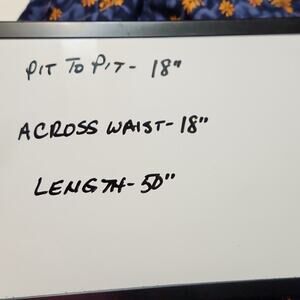 PIT TO PIT- 18"
ACROSS WAIST-18"
LENGTH-50"